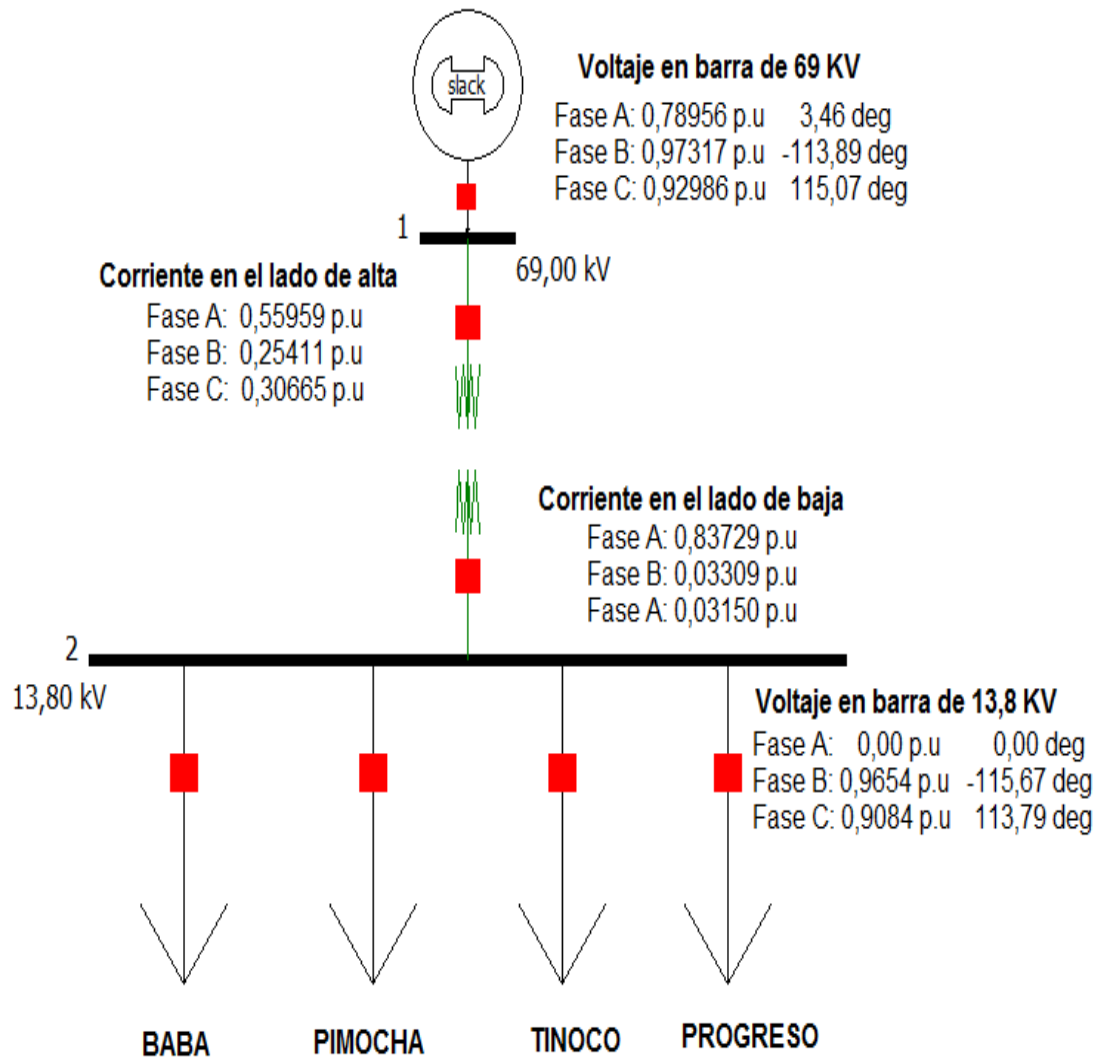 slack
Voltaje en barra de 69 KV
Fase A: 0,78956 p.u 3,46 deg
Fase B: 0,97317 p.u -113,89 deg
Fase C: 0,92986 p.u 115,07 deg
1
69,00 kV
Corriente en el lado de alta
Fase A: 0,55959 p.u
Fase B: 0,25411 p.u
Fase C: 0,30665 p.u
Corriente en el lado de baja
Fase A: 0,83729 p.u
Fase B: 0,03309 p.u
Fase A: 0,03150 p.u
2
13,80 kV
Voltaje en barra de 13,8 KV
Fase A: 0,00 p.u 0,00 deg
Fase B: 0,9654 p.u -115,67 deg
Fase C: 0,9084 p.u 113,79 deg
BABA PIMOCHA TINOCO PROGRESO